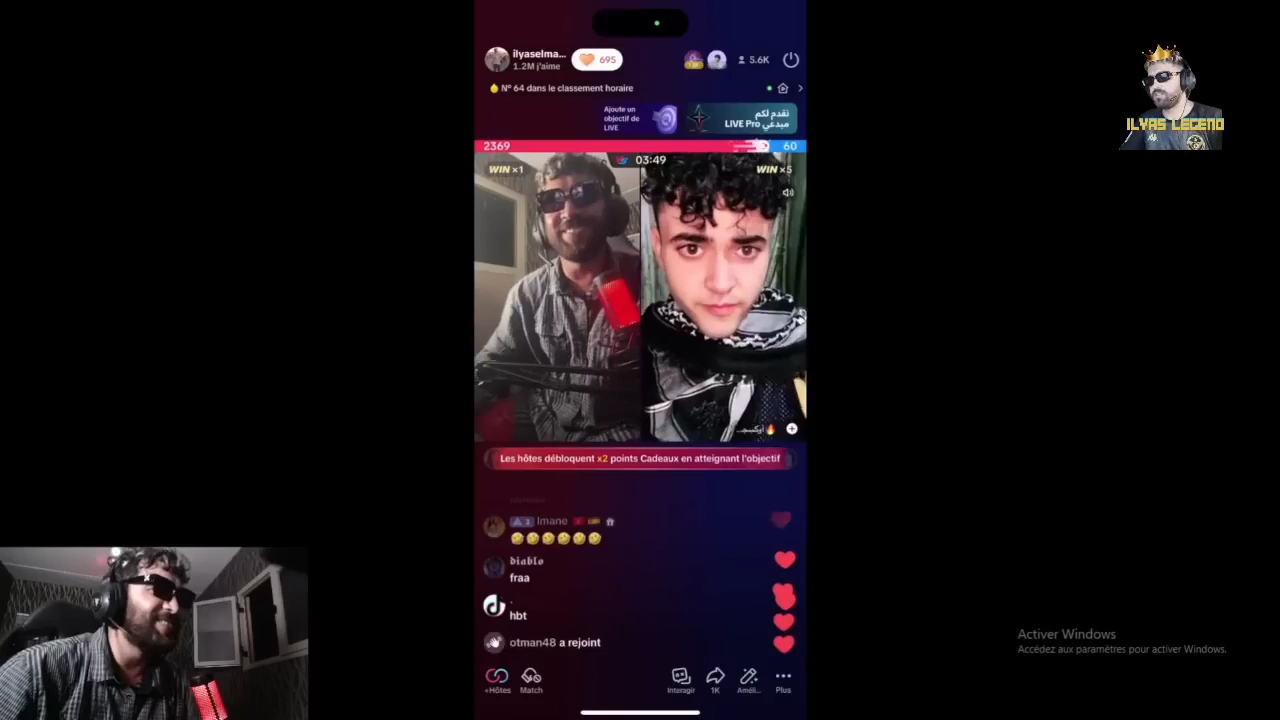 ilyaselma...
1.2M j'aime
695
5.6K
N° 64 dans le classement horaire
Ajoute un
objectif de
LIVE
نقدم لكم
مبدعي LIVE Pro
2369
60
03:49
WIN ×1
WIN ×5
Les hôtes débloquent x2 points Cadeaux en atteignant l'objectif
3 Imane
diablo
fraa
.
hbt
otman48 a rejoint
+Hôtes
Match
Interagir
1K
Améli...
Plus
ILYAS LEGEND
Activer Windows
Accédez aux paramètres pour activer Windows.